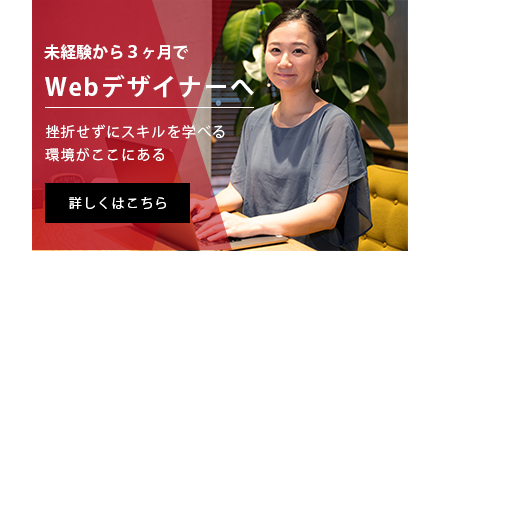 未経験から３ヶ月で
Webデザイナーへ
挫折せずにスキルを学べる
環境がここにある
詳しくはこちら